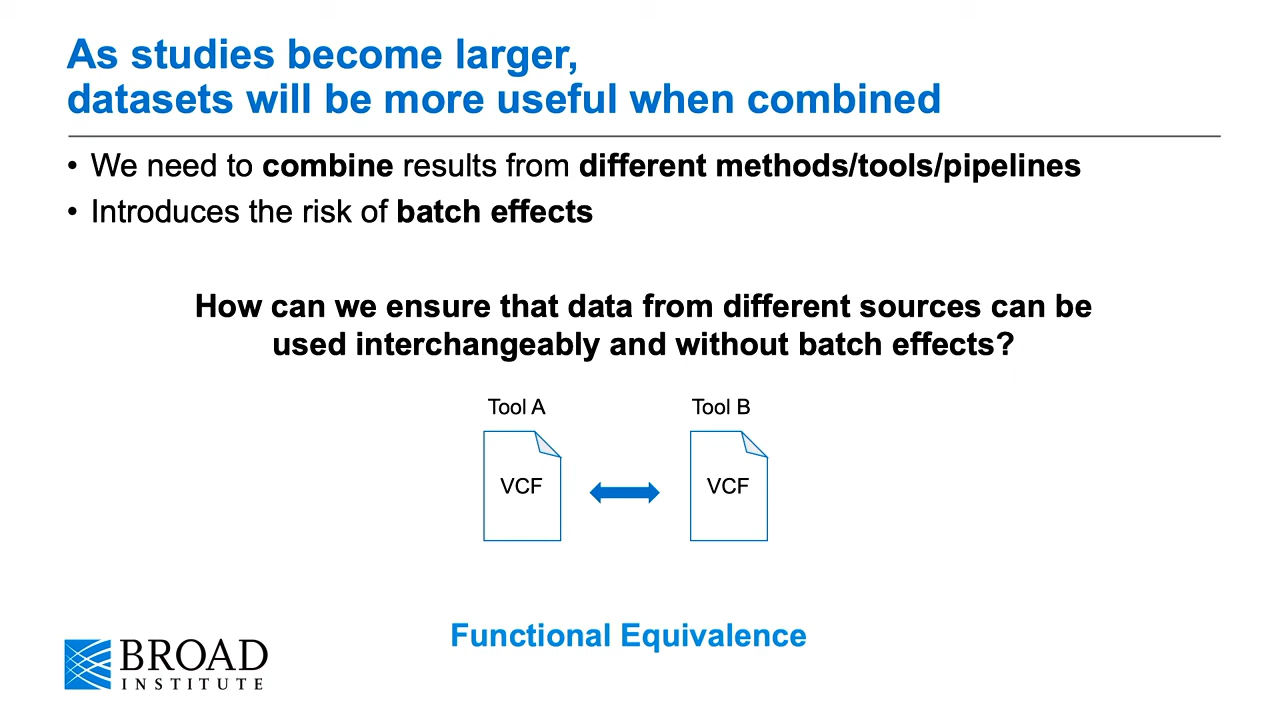 As studies become larger,
datasets will be more useful when combined
• We need to combine results from different methods/tools/pipelines
• Introduces the risk of batch effects
How can we ensure that data from different sources can be
used interchangeably and without batch effects?
Tool A
Tool B
VCF
VCF
Functional Equivalence
BROAD
INSTITUTE